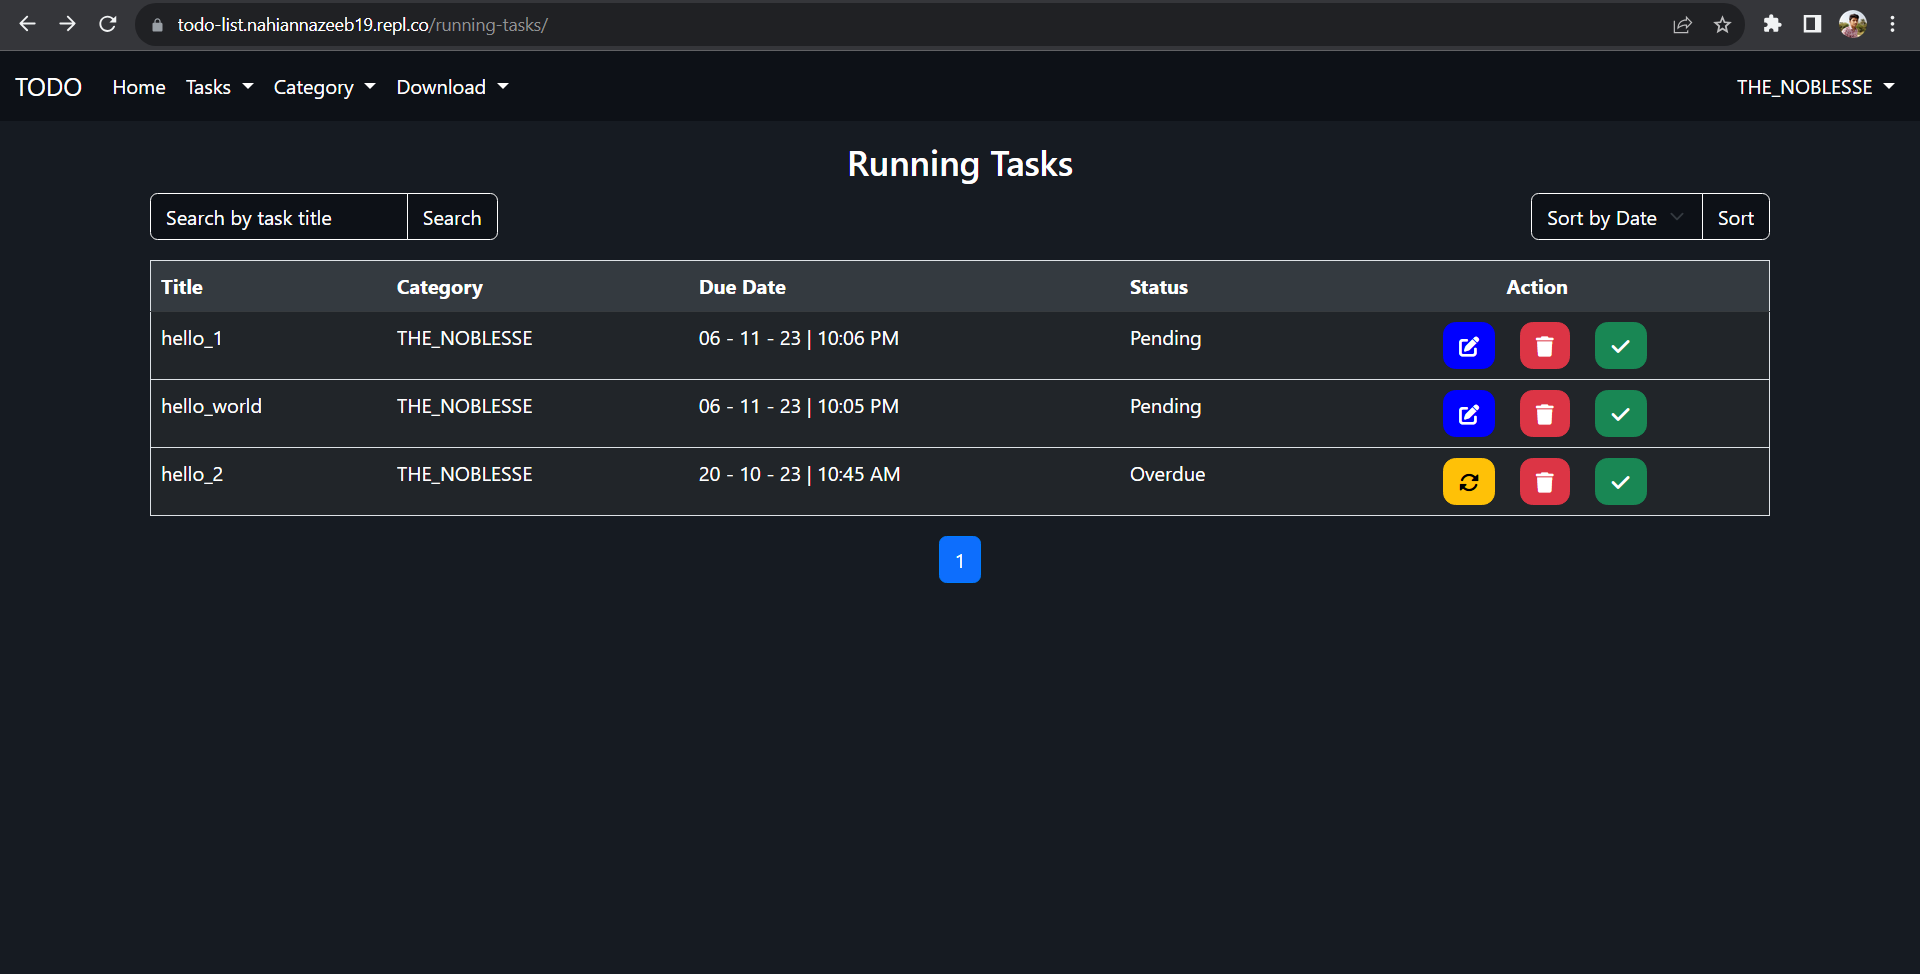 todo-list.nahiannazeeb19.repl.co/running-tasks/
TODO Home Tasks Category Download THE_NOBLESSE
Running Tasks
Search by task title Search Sort by Date Sort
Title Category Due Date Status Action
hello_1 THE_NOBLESSE 06 - 11 - 23 | 10:06 PM Pending
hello_world THE_NOBLESSE 06 - 11 - 23 | 10:05 PM Pending
hello_2 THE_NOBLESSE 20 - 10 - 23 | 10:45 AM Overdue
1